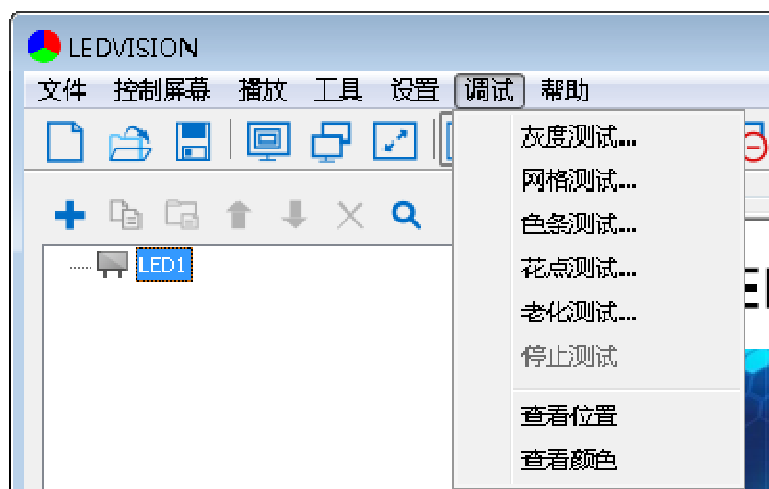 LEDVISION
文件 控制屏幕 播放 工具 设置 调试 帮助
灰度测试...
网格测试...
色条测试...
花点测试...
老化测试...
停止测试
查看位置
查看颜色
LED1